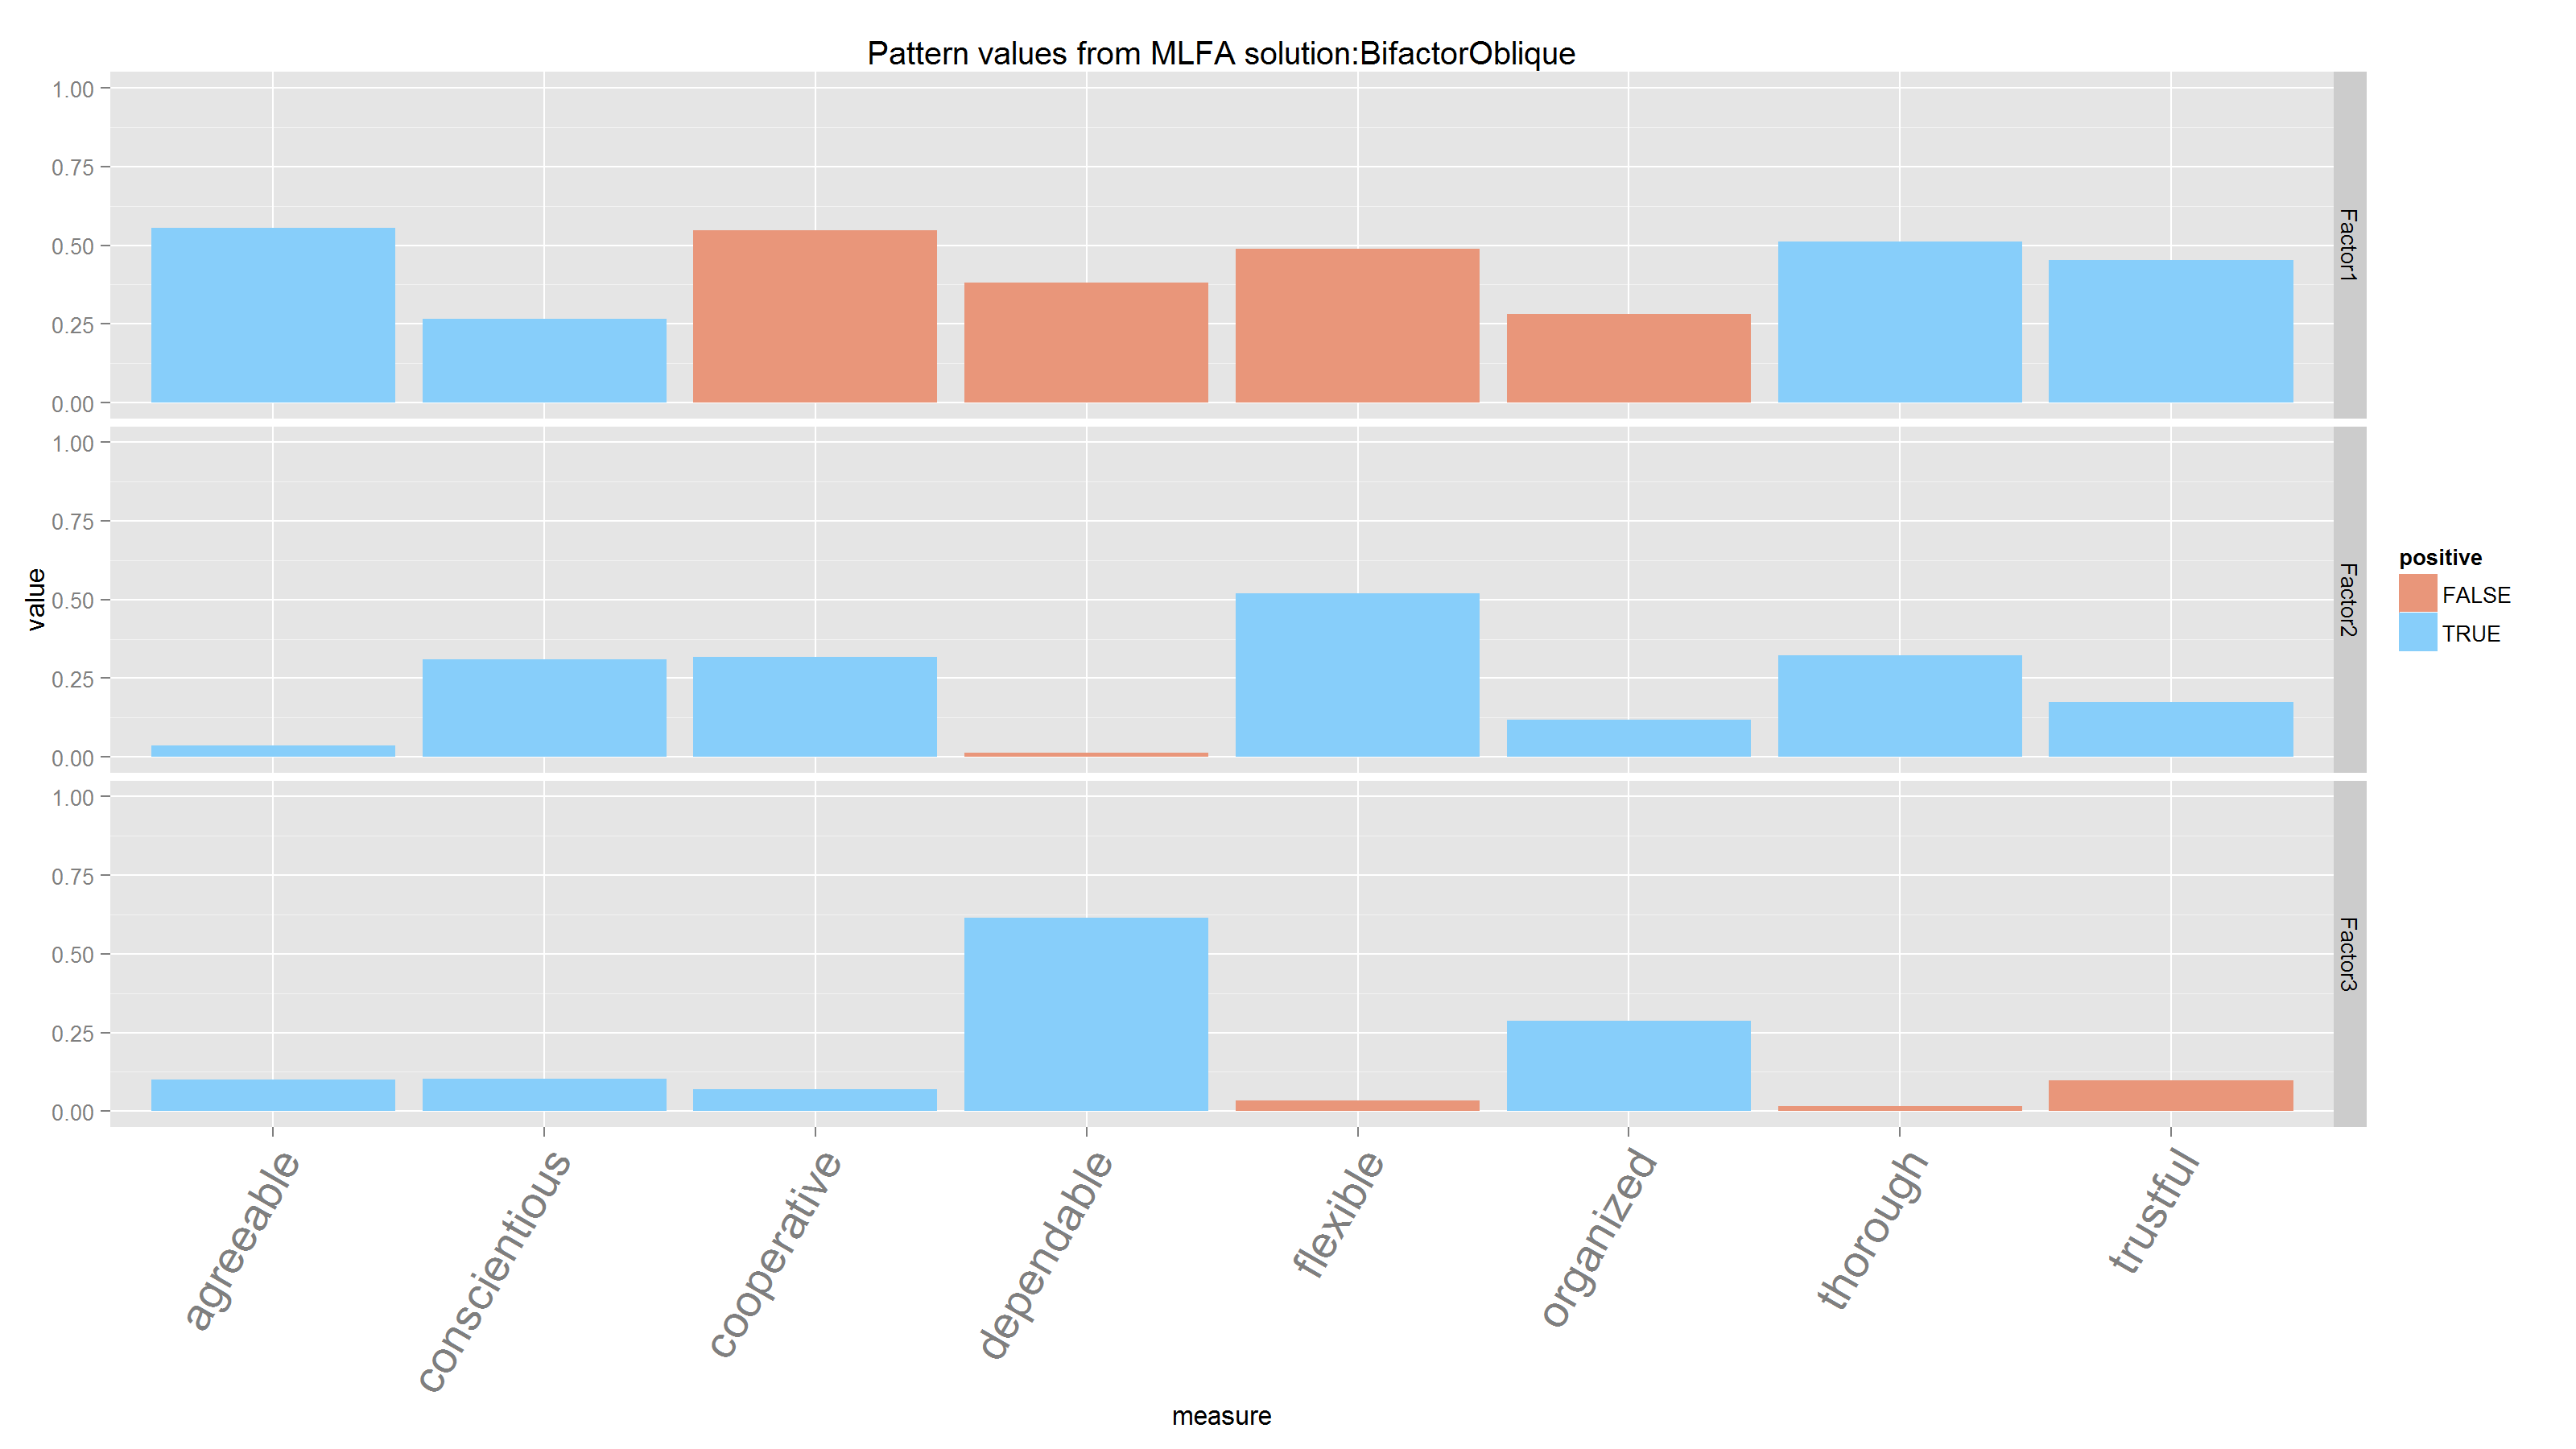 Pattern values from MLFA solution:BifactorOblique
1.00
0.75
0.50
0.25
0.00
Factor1
1.00
0.75
0.50
0.25
0.00
Factor2
1.00
0.75
0.50
0.25
0.00
Factor3
value
agreeable
conscientious
cooperative
dependable
flexible
organized
thorough
trustful
measure
positive
FALSE
TRUE